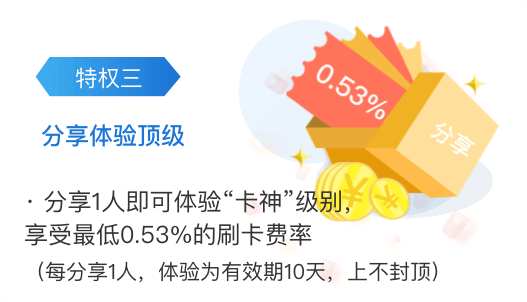 特权三
0.53%
分享体验顶级
分享
· 分享1人即可体验“卡神”级别，
享受最低0.53%的刷卡费率
（每分享1人，体验为有效期10天，上不封顶）